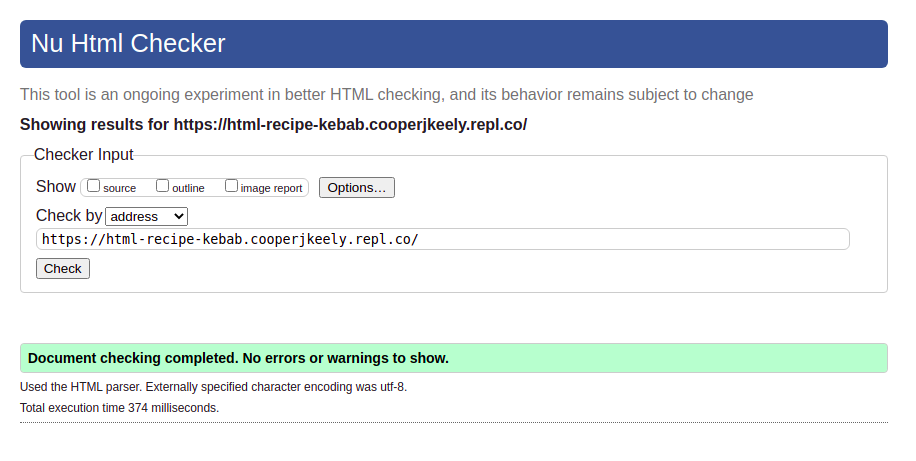 Nu Html Checker
This tool is an ongoing experiment in better HTML checking, and its behavior remains subject to change
Showing results for https://html-recipe-kebab.cooperjkeely.repl.co/
Checker Input
Show source outline image report Options...
Check by address
https://html-recipe-kebab.cooperjkeely.repl.co/
Check
Document checking completed. No errors or warnings to show.
Used the HTML parser. Externally specified character encoding was utf-8.
Total execution time 374 milliseconds.